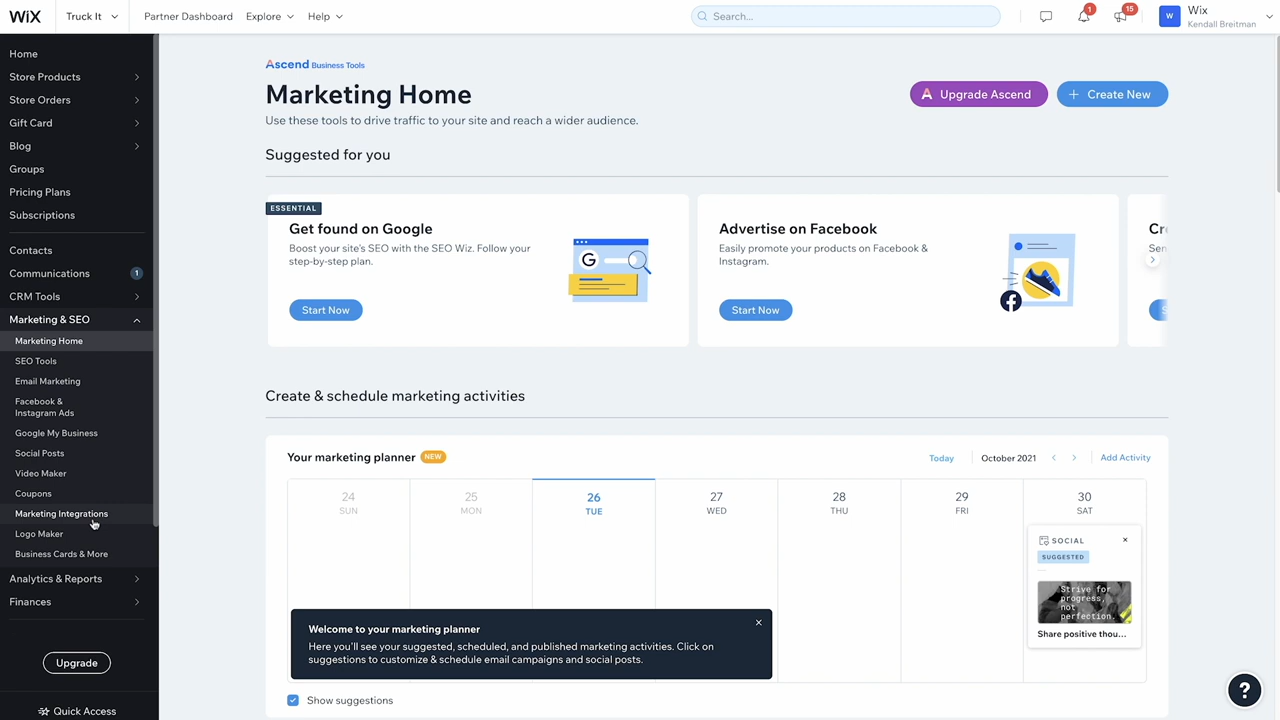 WiX
Truck It
Partner Dashboard
Explore
Help
Search...
1
15
W
Wix
Kendall Breitman
Home
Store Products
Store Orders
Gift Card
Blog
Groups
Pricing Plans
Subscriptions
Contacts
Communications
1
CRM Tools
Marketing & SEO
Marketing Home
SEO Tools
Email Marketing
Facebook &
Instagram Ads
Google My Business
Social Posts
Video Maker
Coupons
Marketing Integrations
Logo Maker
Business Cards & More
Analytics & Reports
Finances
Upgrade
Quick Access
Ascend Business Tools
Marketing Home
Use these tools to drive traffic to your site and reach a wider audience.
Upgrade Ascend
+ Create New
Suggested for you
ESSENTIAL
Get found on Google
Boost your site's SEO with the SEO Wiz. Follow your
step-by-step plan.
Start Now
G
Advertise on Facebook
Easily promote your products on Facebook &
Instagram.
Start Now
Create & schedule marketing activities
Your marketing planner NEW
Today
October 2021
Add Activity
24
SUN
25
MON
26
TUE
27
WED
28
THU
29
FRI
30
SAT
SOCIAL
SUGGESTED
Strive for
progress,
not
perfection.
Share positive thou...
Welcome to your marketing planner
Here you'll see your suggested, scheduled, and published marketing activities. Click on
suggestions to customize & schedule email campaigns and social posts.
Show suggestions
?